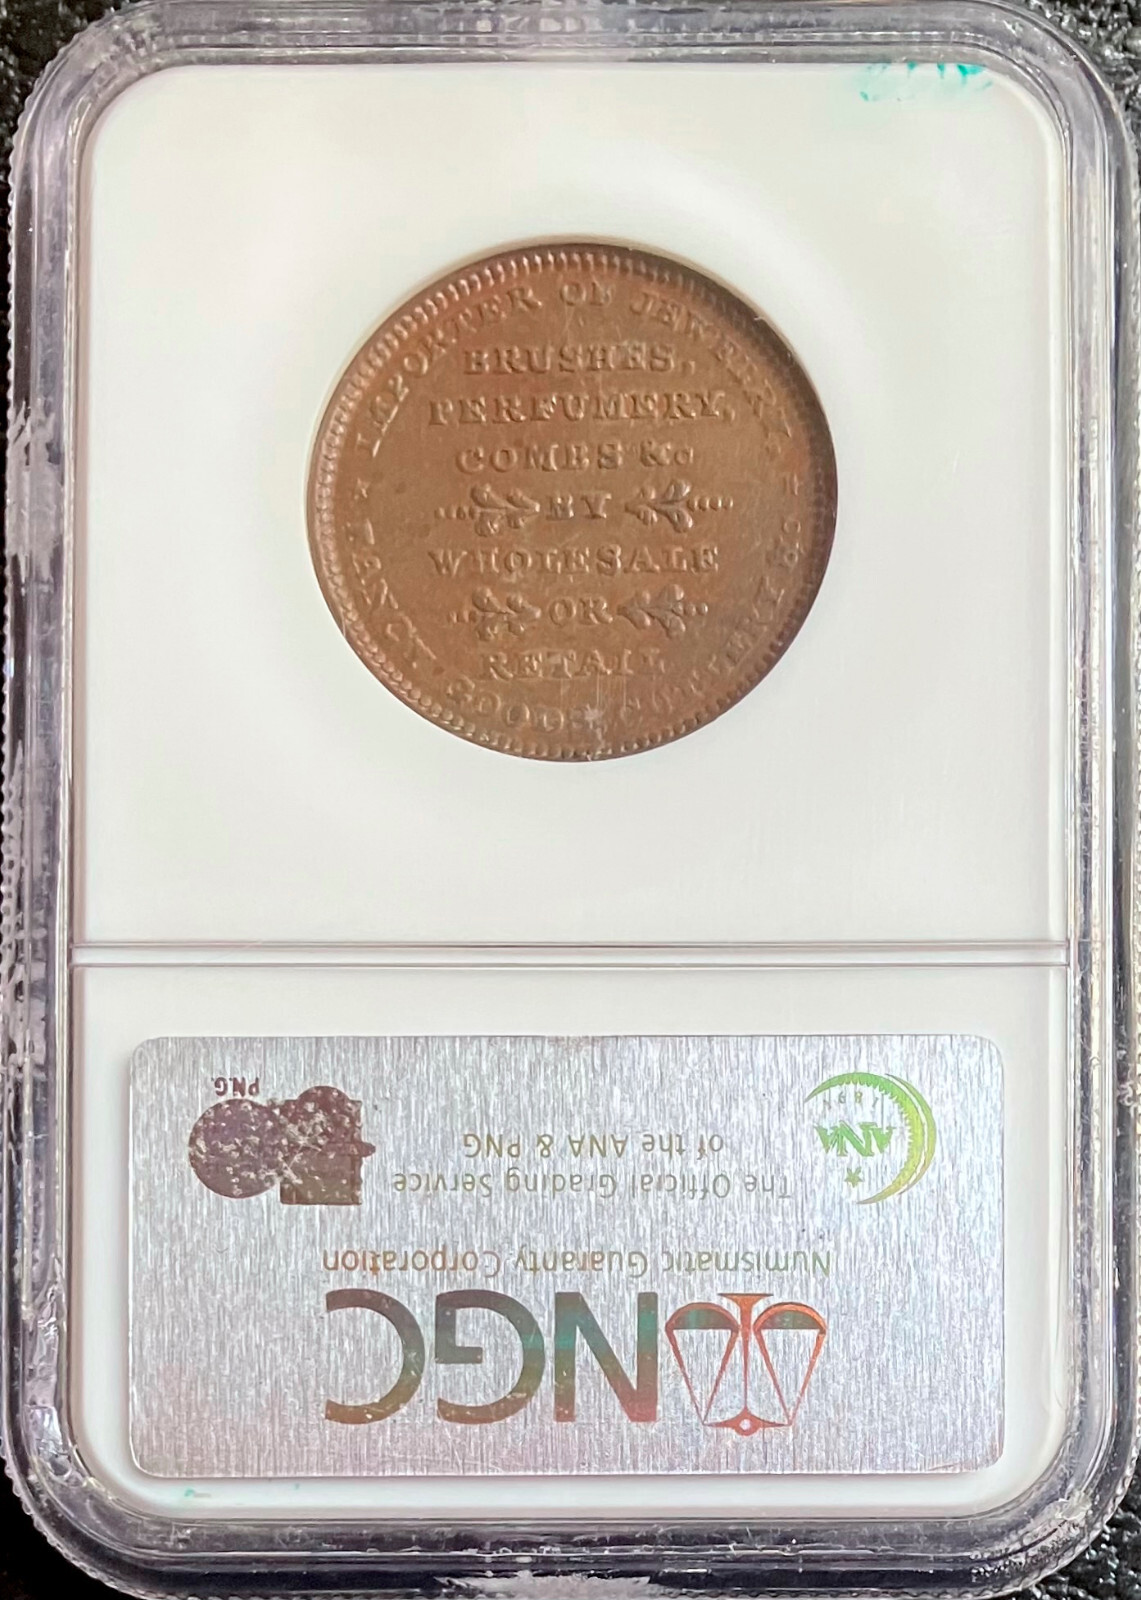 ★ IMPORTER OF JEWELRY ★
FANCY GOODS, CUTLERY &c
BRUSHES,
PERFUMERY,
COMBS &c
BY
WHOLESALE
OR
RETAIL
NGC
Numismatic Guaranty Corporation
The Official Grading Service
of the ANA & PNG
ANA
1891
P.N.G.